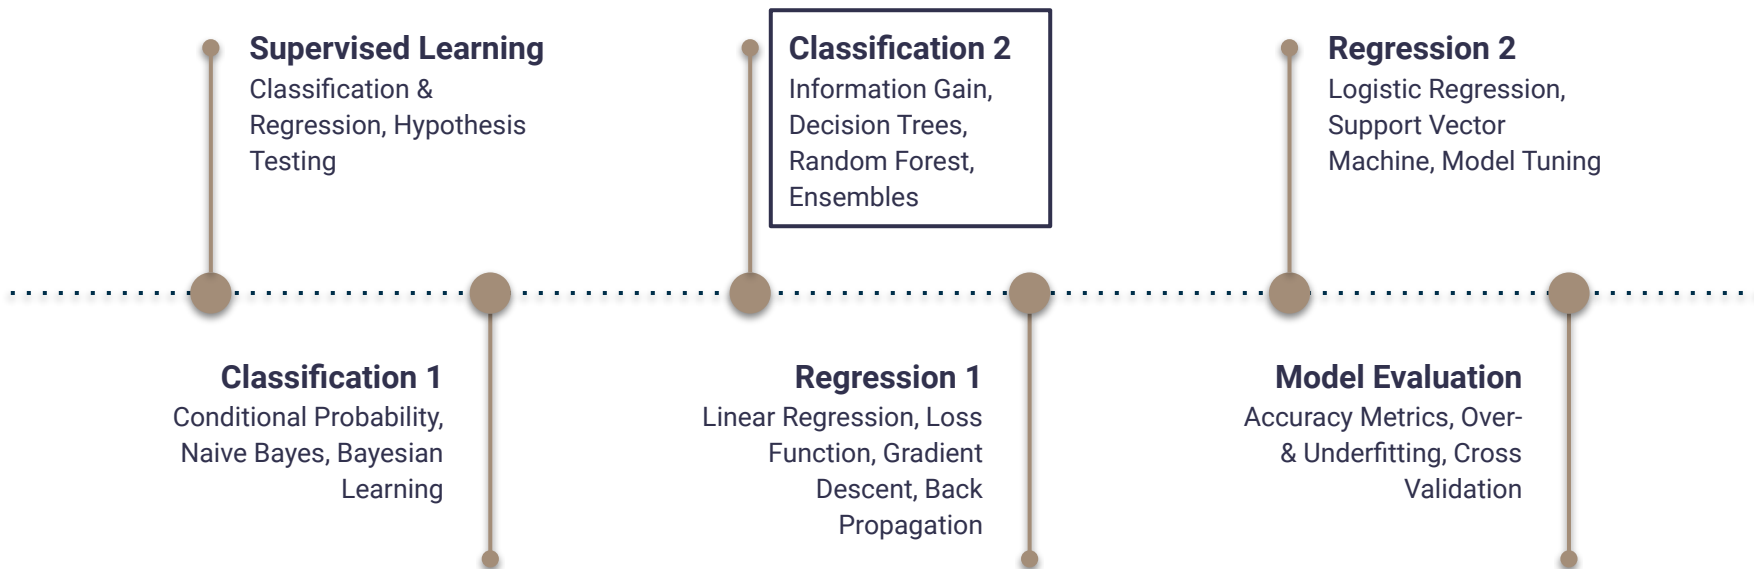 Supervised Learning
Classification &
Regression, Hypothesis
Testing
Classification 1
Conditional Probability,
Naive Bayes, Bayesian
Learning
Classification 2
Information Gain,
Decision Trees,
Random Forest,
Ensembles
Regression 1
Linear Regression, Loss
Function, Gradient
Descent, Back
Propagation
Regression 2
Logistic Regression,
Support Vector
Machine, Model Tuning
Model Evaluation
Accuracy Metrics, Over-
& Underfitting, Cross
Validation